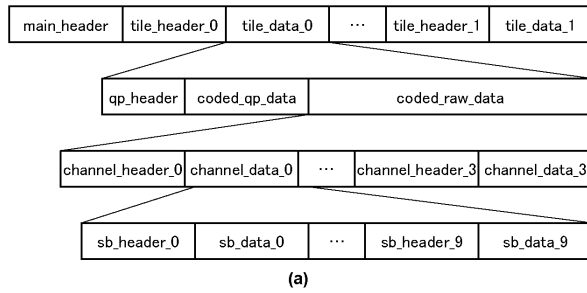 main_header tile_header_0 tile_data_0 … tile_header_1 tile_data_1
qp_header coded_qp_data coded_raw_data
channel_header_0 channel_data_0 … channel_header_3 channel_data_3
sb_header_0 sb_data_0 … sb_header_9 sb_data_9
(a)